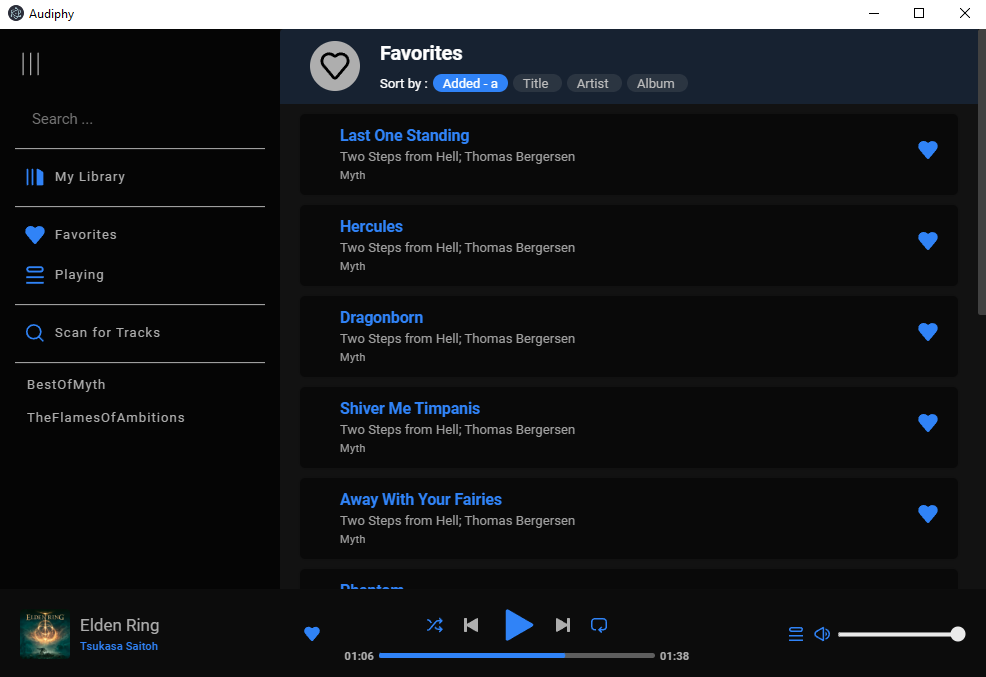 Audiphy
Search ...
My Library
Favorites
Playing
Scan for Tracks
BestOfMyth
TheFlamesOfAmbitions
Favorites
Sort by : Added - a Title Artist Album
Last One Standing
Two Steps from Hell; Thomas Bergersen
Myth
Hercules
Two Steps from Hell; Thomas Bergersen
Myth
Dragonborn
Two Steps from Hell; Thomas Bergersen
Myth
Shiver Me Timpanis
Two Steps from Hell; Thomas Bergersen
Myth
Away With Your Fairies
Two Steps from Hell; Thomas Bergersen
Myth
Phantom
ELDEN RING
Elden Ring
Tsukasa Saitoh
01:06 01:38